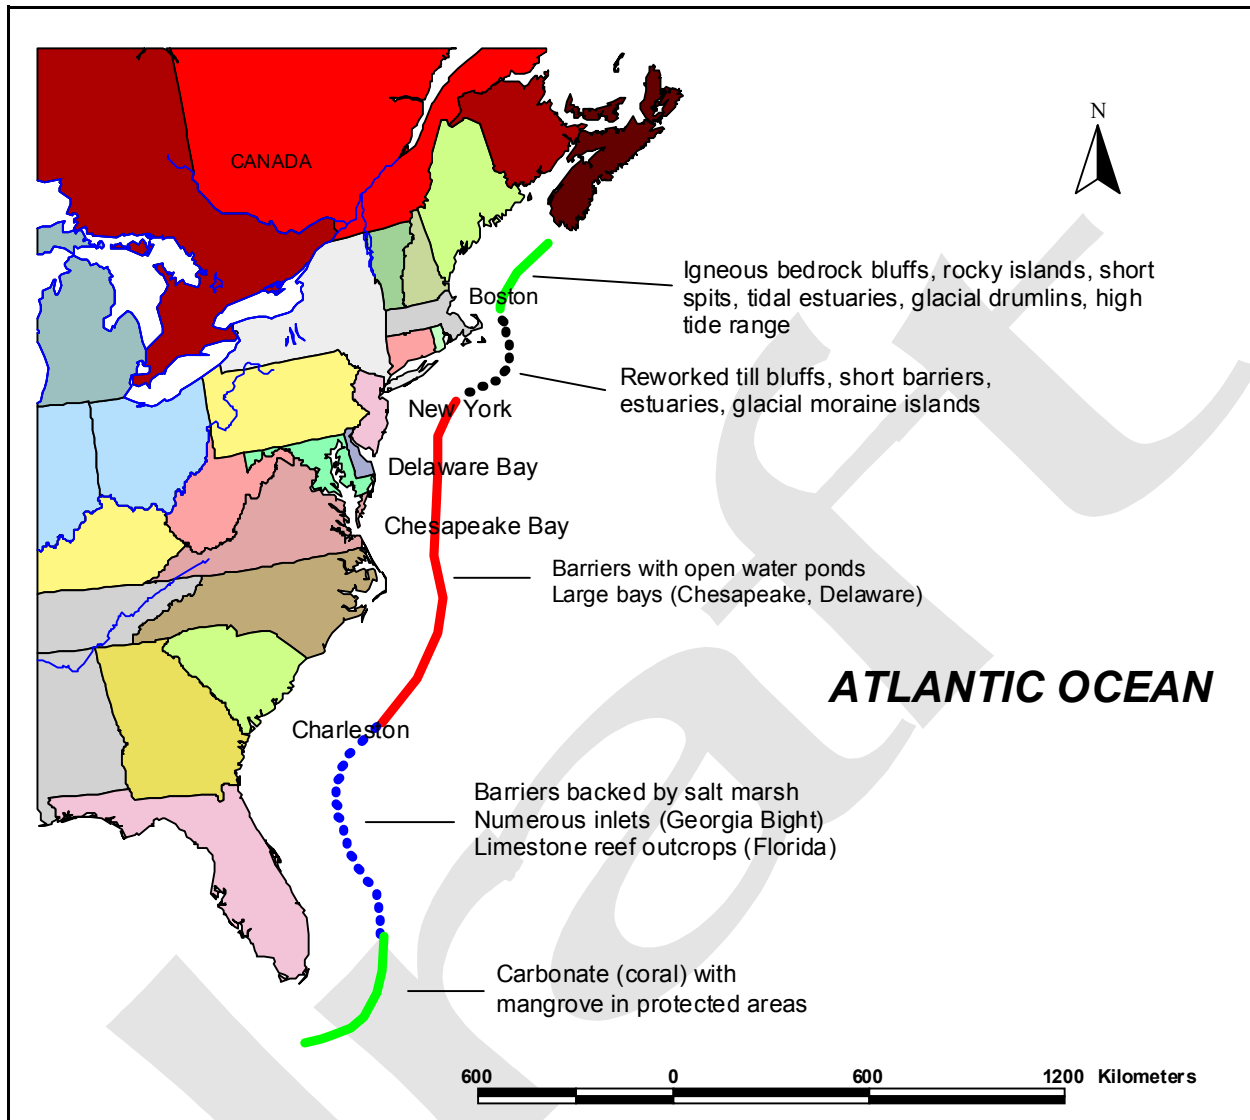 CANADA
N
Igneous bedrock bluffs, rocky islands, short
spits, tidal estuaries, glacial drumlins, high
tide range
Boston
Reworked till bluffs, short barriers,
estuaries, glacial moraine islands
New York
Delaware Bay
Chesapeake Bay
Barriers with open water ponds
Large bays (Chesapeake, Delaware)
ATLANTIC OCEAN
Charleston
Barriers backed by salt marsh
Numerous inlets (Georgia Bight)
Limestone reef outcrops (Florida)
Carbonate (coral) with
mangrove in protected areas
600 0 600 1200 Kilometers
Draft